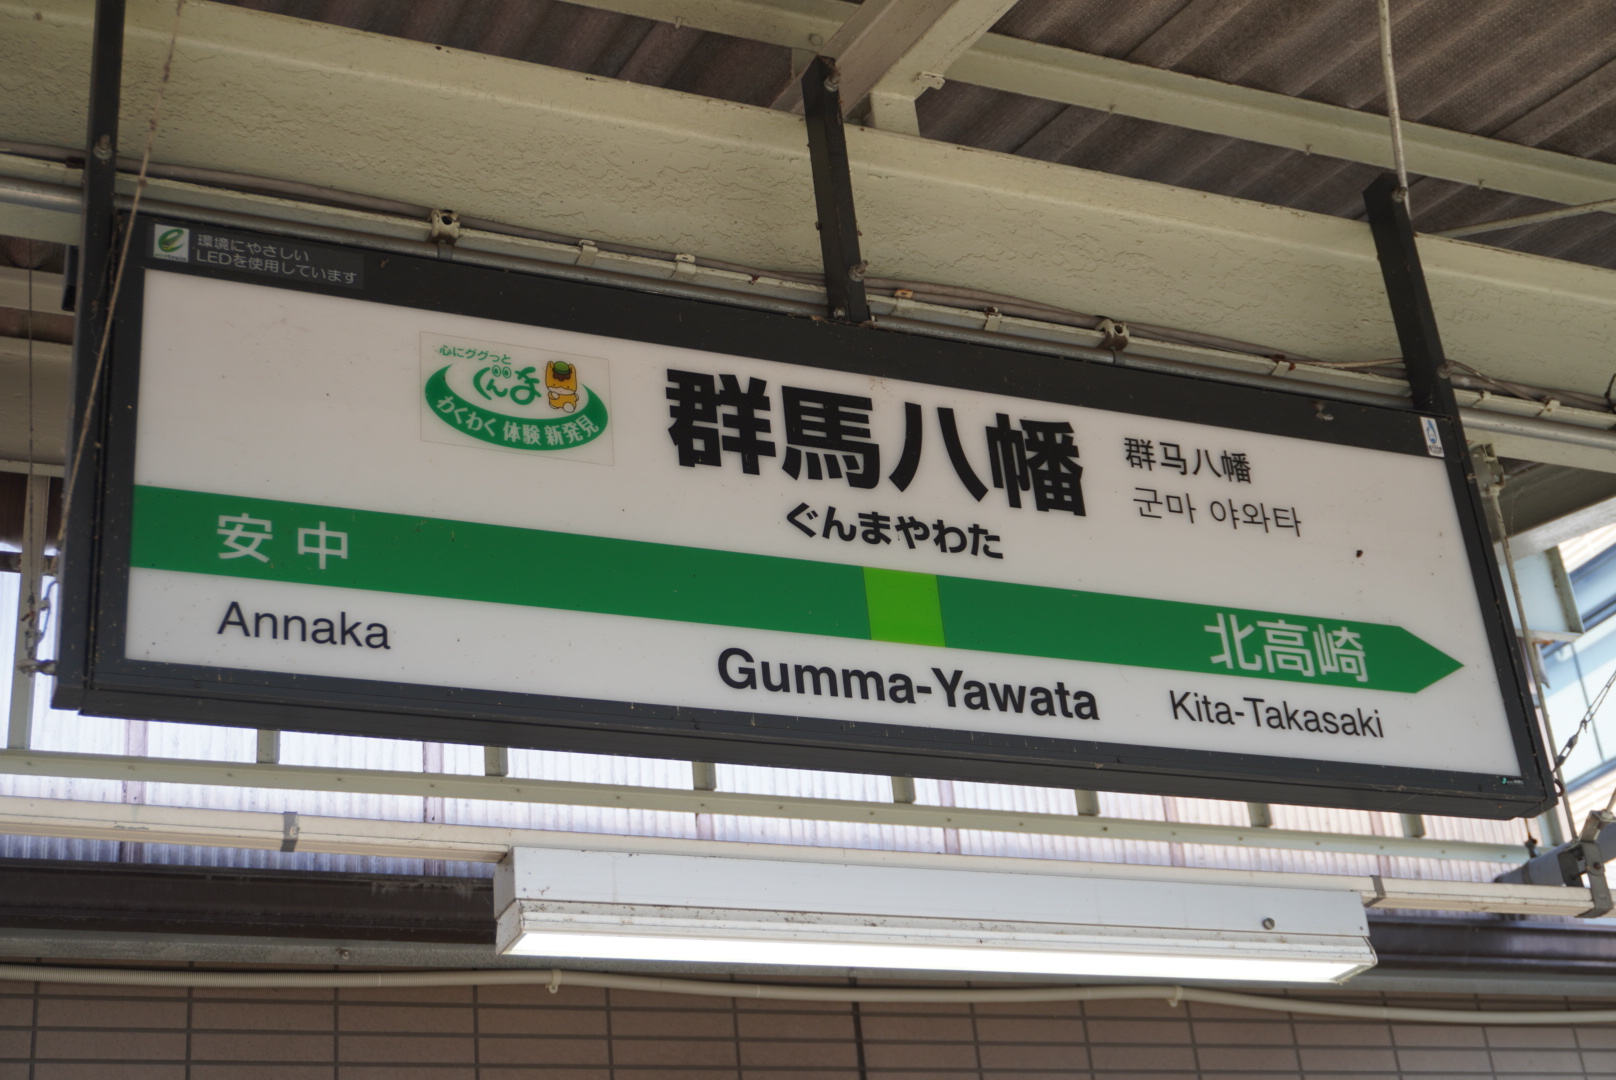 環境にやさしい
LEDを使用しています
心にググっと
ぐんま
わくわく 体験 新発見
群馬八幡
ぐんまやわた
群马八幡
군마 야와타
安中
北高崎
Annaka
Gumma-Yawata
Kita-Takasaki